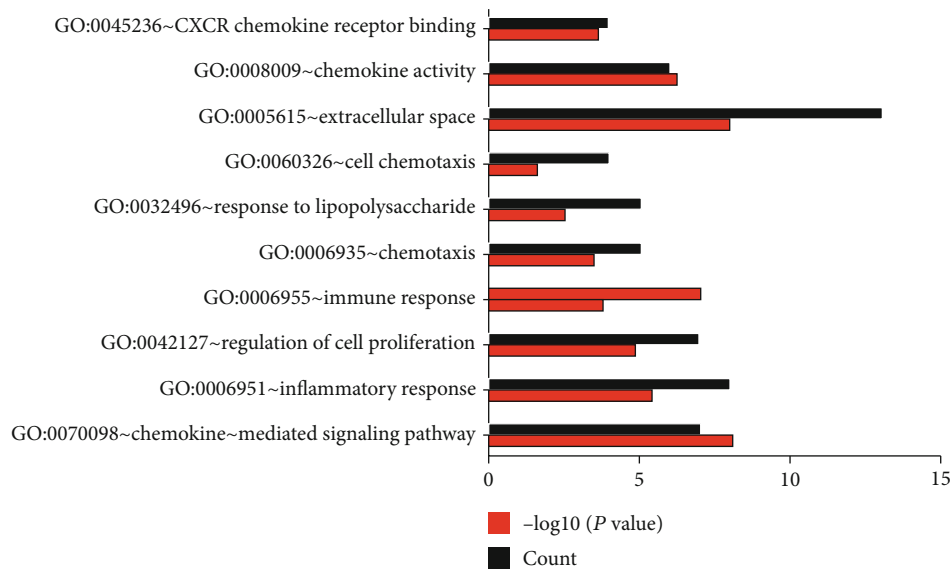 GO:0045236~CXCR chemokine receptor binding
GO:0008009~chemokine activity
GO:0005615~extracellular space
GO:0060326~cell chemotaxis
GO:0032496~response to lipopolysaccharide
GO:0006935~chemotaxis
GO:0006955~immune response
GO:0042127~regulation of cell proliferation
GO:0006951~inflammatory response
GO:0070098~chemokine~mediated signaling pathway
0 5 10 15
–log10 (P value)
Count